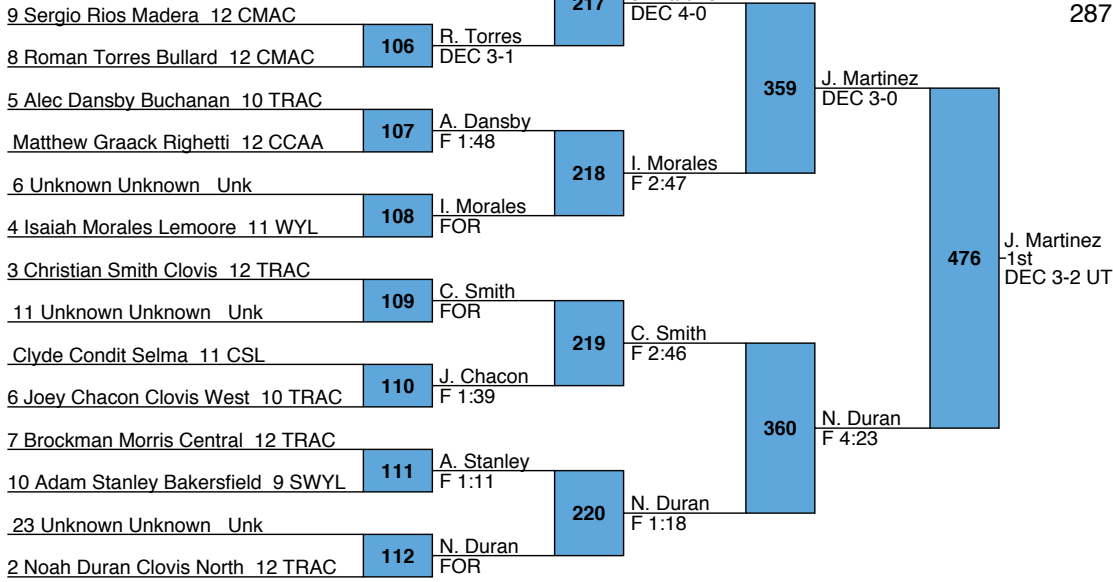 9 Sergio Rios Madera 12 CMAC
8 Roman Torres Bullard 12 CMAC
5 Alec Dansby Buchanan 10 TRAC
Matthew Graack Righetti 12 CCAA
6 Unknown Unknown Unk
4 Isaiah Morales Lemoore 11 WYL
3 Christian Smith Clovis 12 TRAC
11 Unknown Unknown Unk
Clyde Condit Selma 11 CSL
6 Joey Chacon Clovis West 10 TRAC
7 Brockman Morris Central 12 TRAC
10 Adam Stanley Bakersfield 9 SWYL
23 Unknown Unknown Unk
2 Noah Duran Clovis North 12 TRAC
106
107
108
109
110
111
112
R. Torres
DEC 3-1
A. Dansby
F 1:48
I. Morales
FOR
C. Smith
FOR
J. Chacon
F 1:39
A. Stanley
F 1:11
N. Duran
FOR
217
218
219
220
DEC 4-0
I. Morales
F 2:47
C. Smith
F 2:46
N. Duran
F 1:18
359
360
J. Martinez
DEC 3-0
N. Duran
F 4:23
476
J. Martinez
1st
DEC 3-2 UT
287